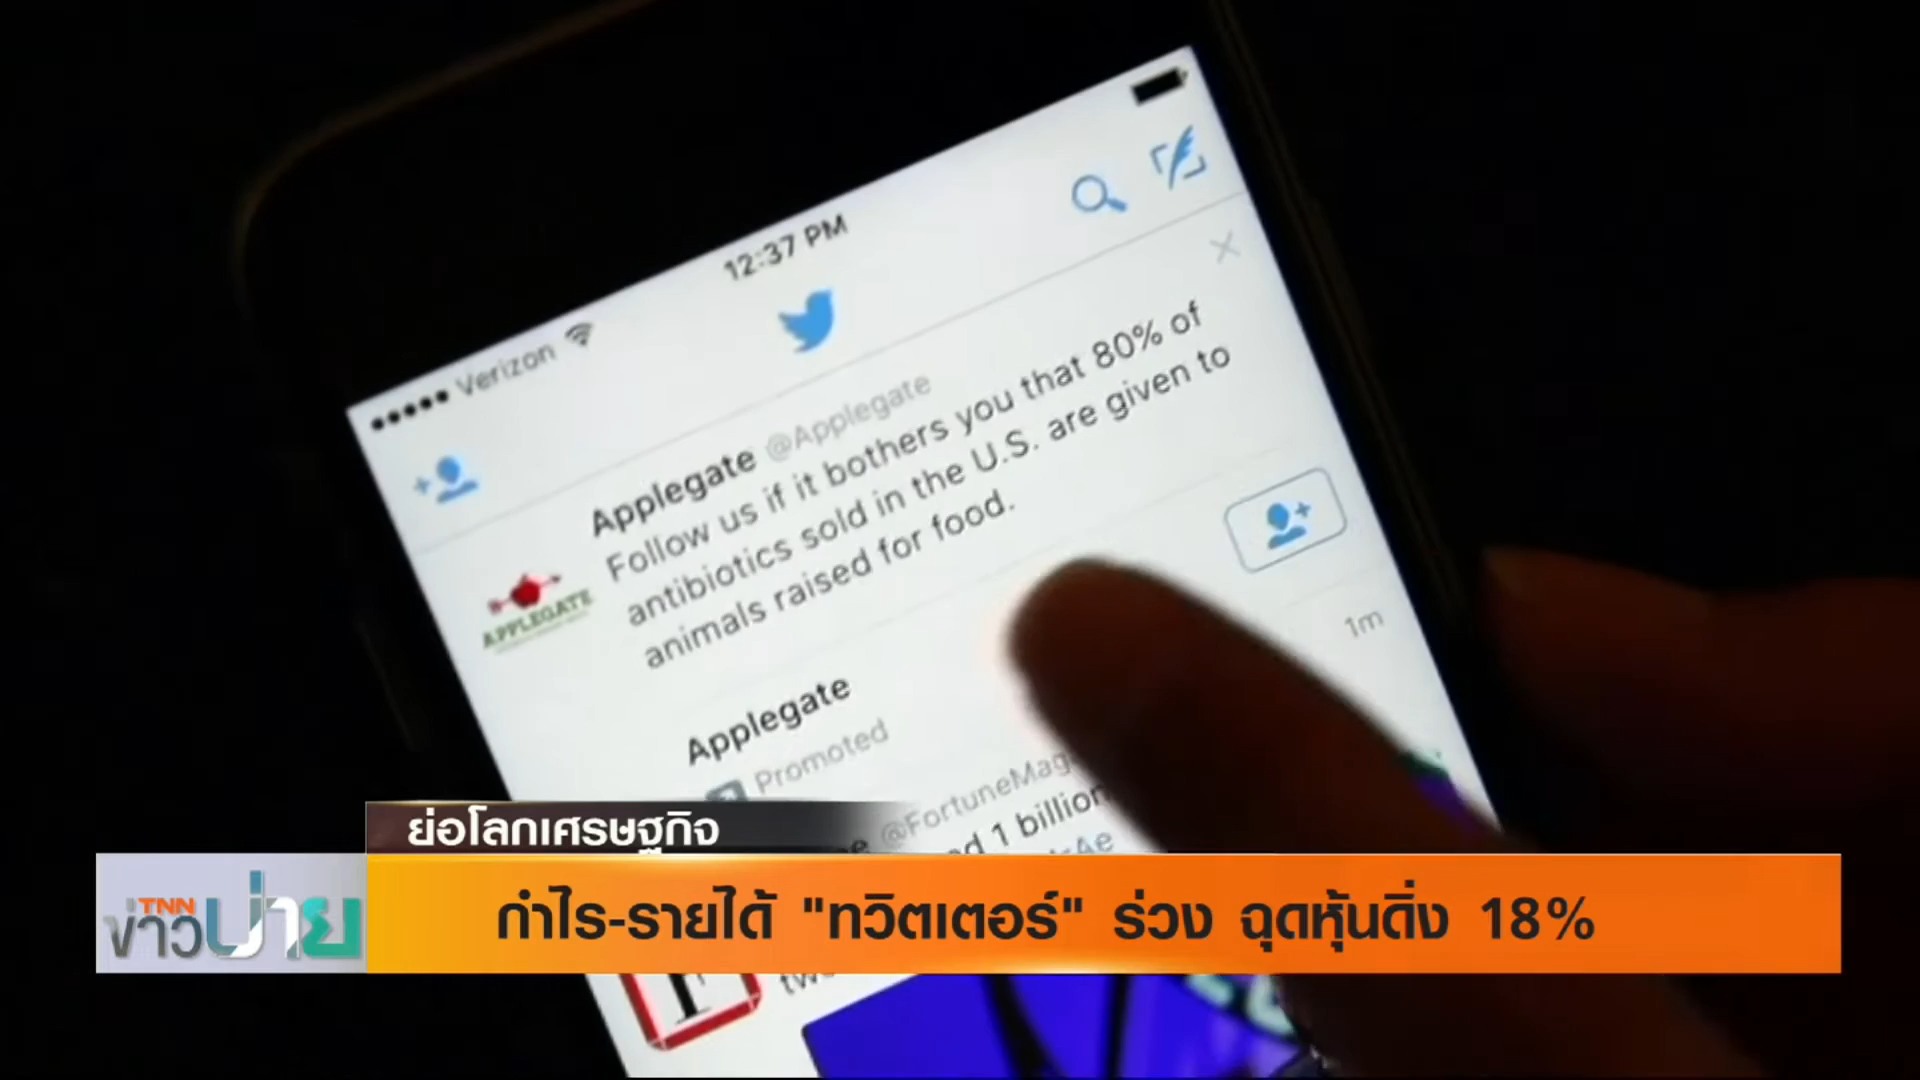 Verizon
12:37 PM
Applegate @Applegate
Follow us if it bothers you that 80% of
antibiotics sold in the U.S. are given to
animals raised for food.
APPLEGATE
1m
Applegate
Promoted
@FortuneMag
1 billion
ย่อโลกเศรษฐกิจ
TNN
ข่าวบ่าย
กำไร-รายได้ "ทวิตเตอร์" ร่วง ฉุดหุ้นดิ่ง 18%
F